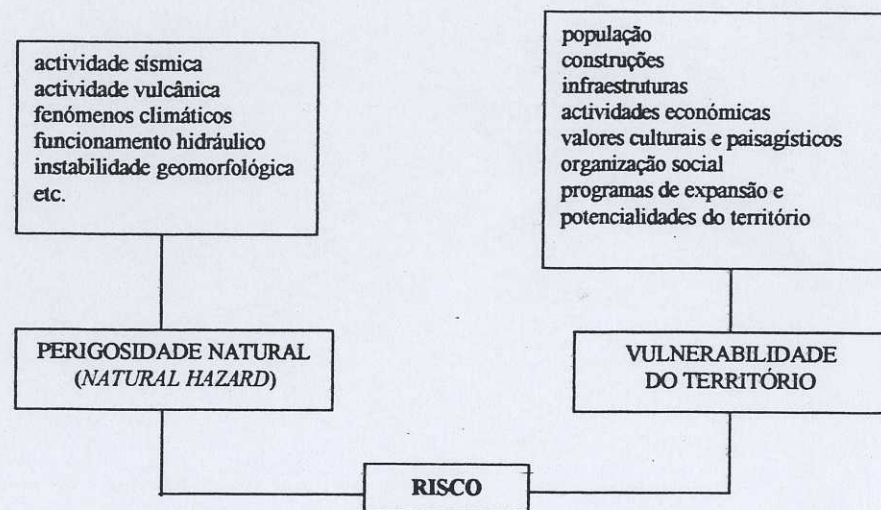 actividade sísmica
actividade vulcânica
fenómenos climáticos
funcionamento hidráulico
instabilidade geomorfológica
etc.
população
construções
infraestruturas
actividades económicas
valores culturais e paisagísticos
organização social
programas de expansão e
potencialidades do território
PERIGOSIDADE NATURAL
(NATURAL HAZARD)
VULNERABILIDADE
DO TERRITÓRIO
RISCO